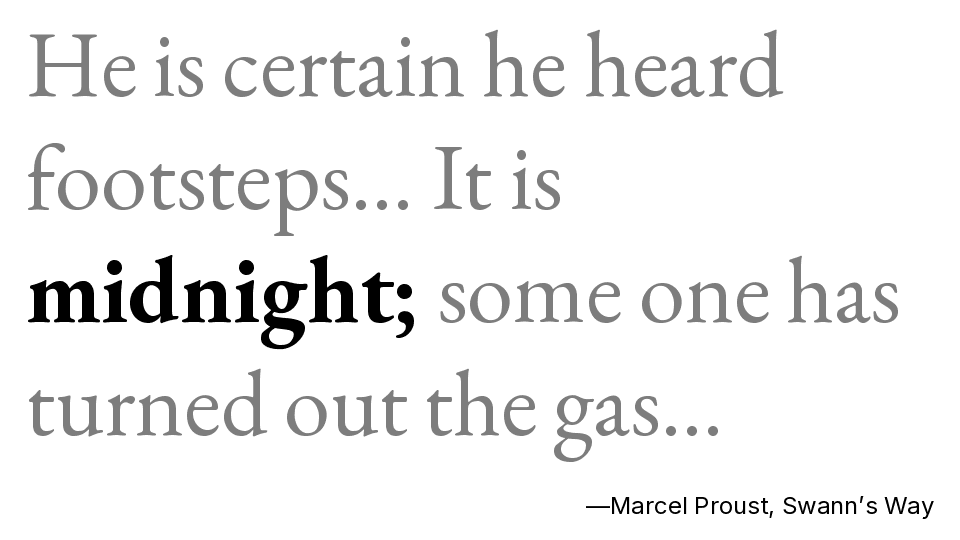 He is certain he heard
footsteps... It is
midnight; some one has
turned out the gas...
—Marcel Proust, Swann’s Way